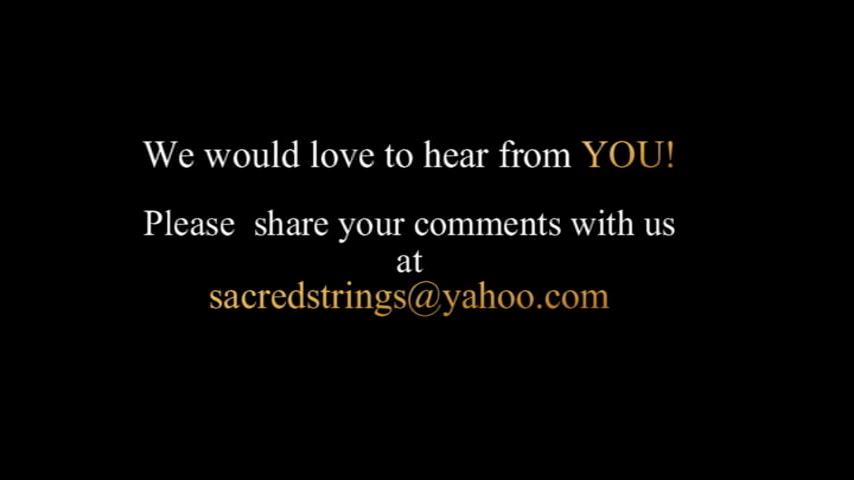 We would love to hear from YOU!
Please  share your comments with us
at
sacredstrings@yahoo.com